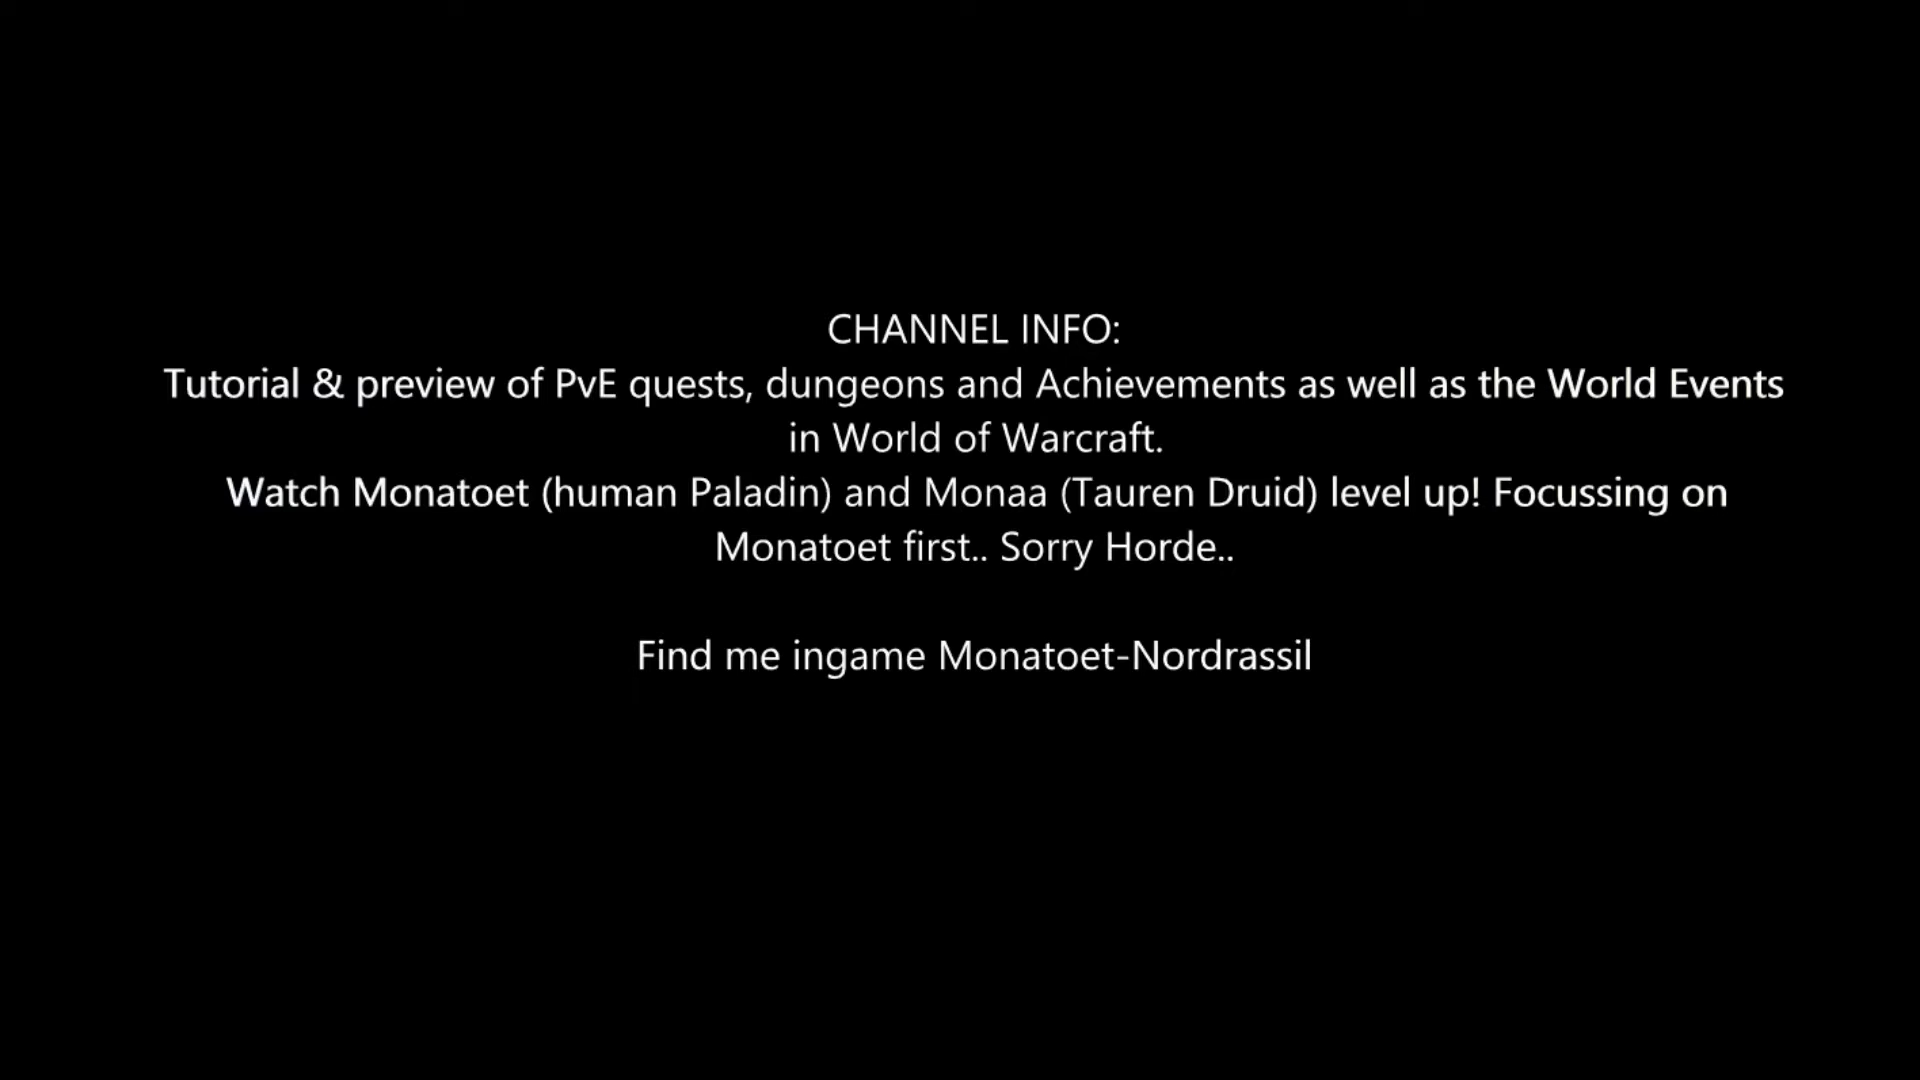 CHANNEL INFO:
Tutorial & preview of PvE quests, dungeons and Achievements as well as the World Events
in World of Warcraft.
Watch Monatoet (human Paladin) and Monaa (Tauren Druid) level up! Focussing on
Monatoet first.. Sorry Horde..
Find me ingame Monatoet-Nordrassil